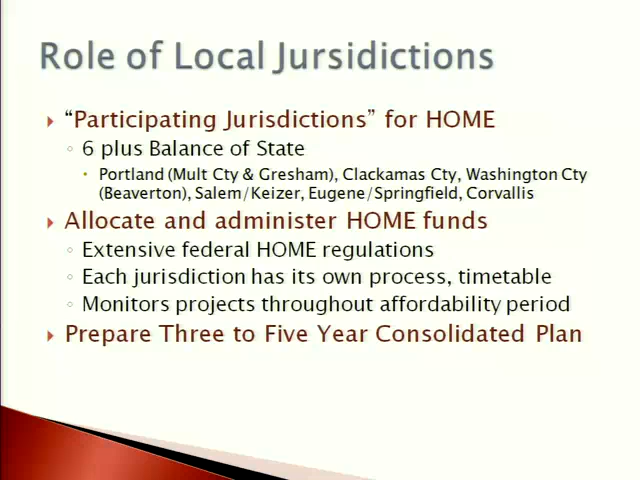 Role of Local Jursidictions
"Participating Jurisdictions" for HOME
6 plus Balance of State
Portland (Mult Cty & Gresham), Clackamas Cty, Washington Cty
(Beaverton), Salem/Keizer, Eugene/Springfield, Corvallis
Allocate and administer HOME funds
Extensive federal HOME regulations
Each jurisdiction has its own process, timetable
Monitors projects throughout affordability period
Prepare Three to Five Year Consolidated Plan